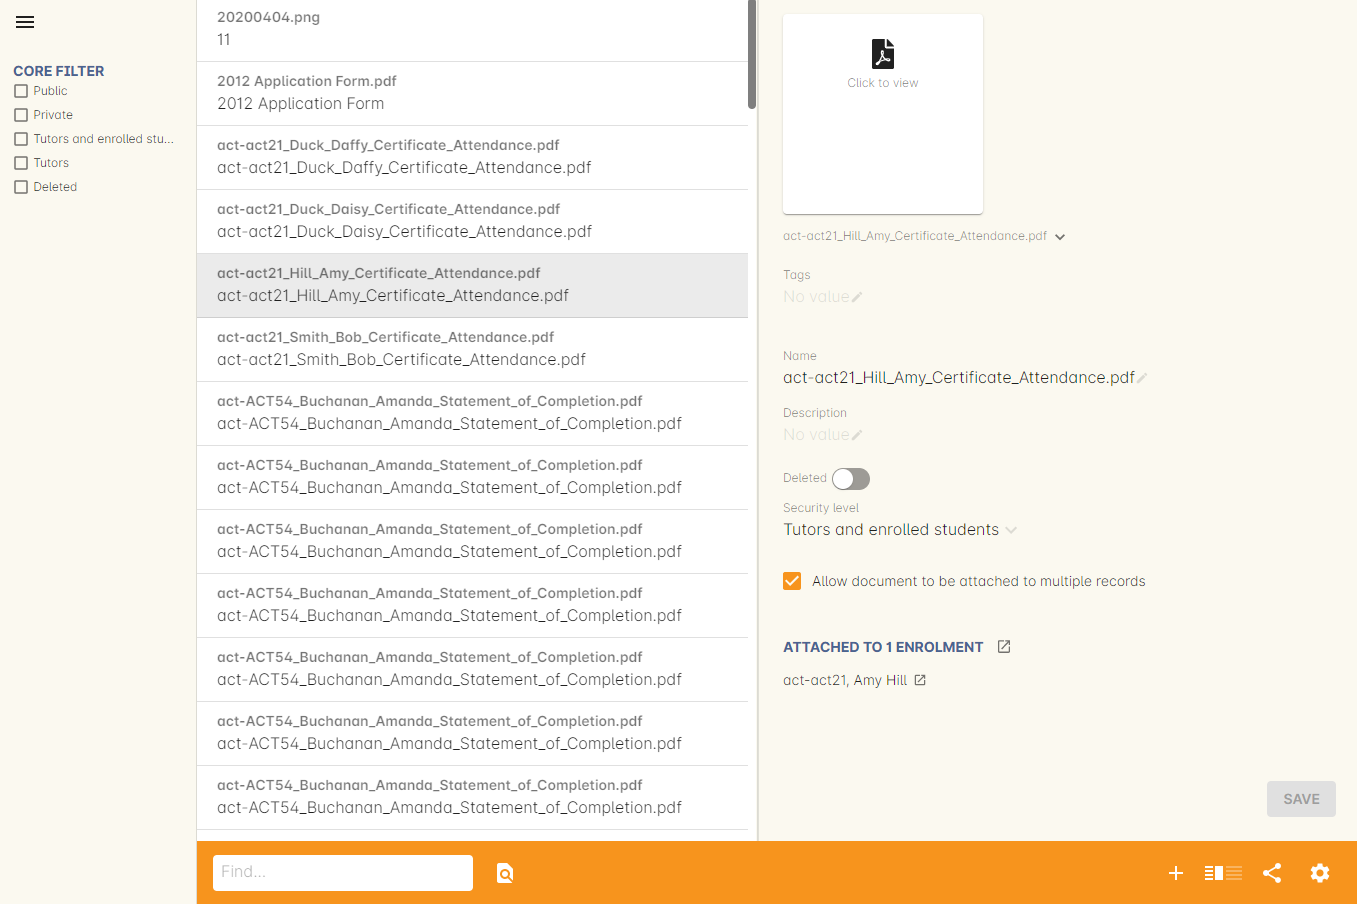 CORE FILTER
Public
Private
Tutors and enrolled stu...
Tutors
Deleted
20200404.png
11
2012 Application Form.pdf
2012 Application Form
act-act21_Duck_Daffy_Certificate_Attendance.pdf
act-act21_Duck_Daffy_Certificate_Attendance.pdf
act-act21_Duck_Daisy_Certificate_Attendance.pdf
act-act21_Duck_Daisy_Certificate_Attendance.pdf
act-act21_Hill_Amy_Certificate_Attendance.pdf
act-act21_Hill_Amy_Certificate_Attendance.pdf
act-act21_Smith_Bob_Certificate_Attendance.pdf
act-act21_Smith_Bob_Certificate_Attendance.pdf
act-ACT54_Buchanan_Amanda_Statement_of_Completion.pdf
act-ACT54_Buchanan_Amanda_Statement_of_Completion.pdf
act-ACT54_Buchanan_Amanda_Statement_of_Completion.pdf
act-ACT54_Buchanan_Amanda_Statement_of_Completion.pdf
act-ACT54_Buchanan_Amanda_Statement_of_Completion.pdf
act-ACT54_Buchanan_Amanda_Statement_of_Completion.pdf
act-ACT54_Buchanan_Amanda_Statement_of_Completion.pdf
act-ACT54_Buchanan_Amanda_Statement_of_Completion.pdf
act-ACT54_Buchanan_Amanda_Statement_of_Completion.pdf
act-ACT54_Buchanan_Amanda_Statement_of_Completion.pdf
act-ACT54_Buchanan_Amanda_Statement_of_Completion.pdf
act-ACT54_Buchanan_Amanda_Statement_of_Completion.pdf
act-ACT54_Buchanan_Amanda_Statement_of_Completion.pdf
act-ACT54_Buchanan_Amanda_Statement_of_Completion.pdf
Click to view
act-act21_Hill_Amy_Certificate_Attendance.pdf
Tags
No value
Name
act-act21_Hill_Amy_Certificate_Attendance.pdf
Description
No value
Deleted
Security level
Tutors and enrolled students
Allow document to be attached to multiple records
ATTACHED TO 1 ENROLMENT
act-act21, Amy Hill
SAVE
Find...